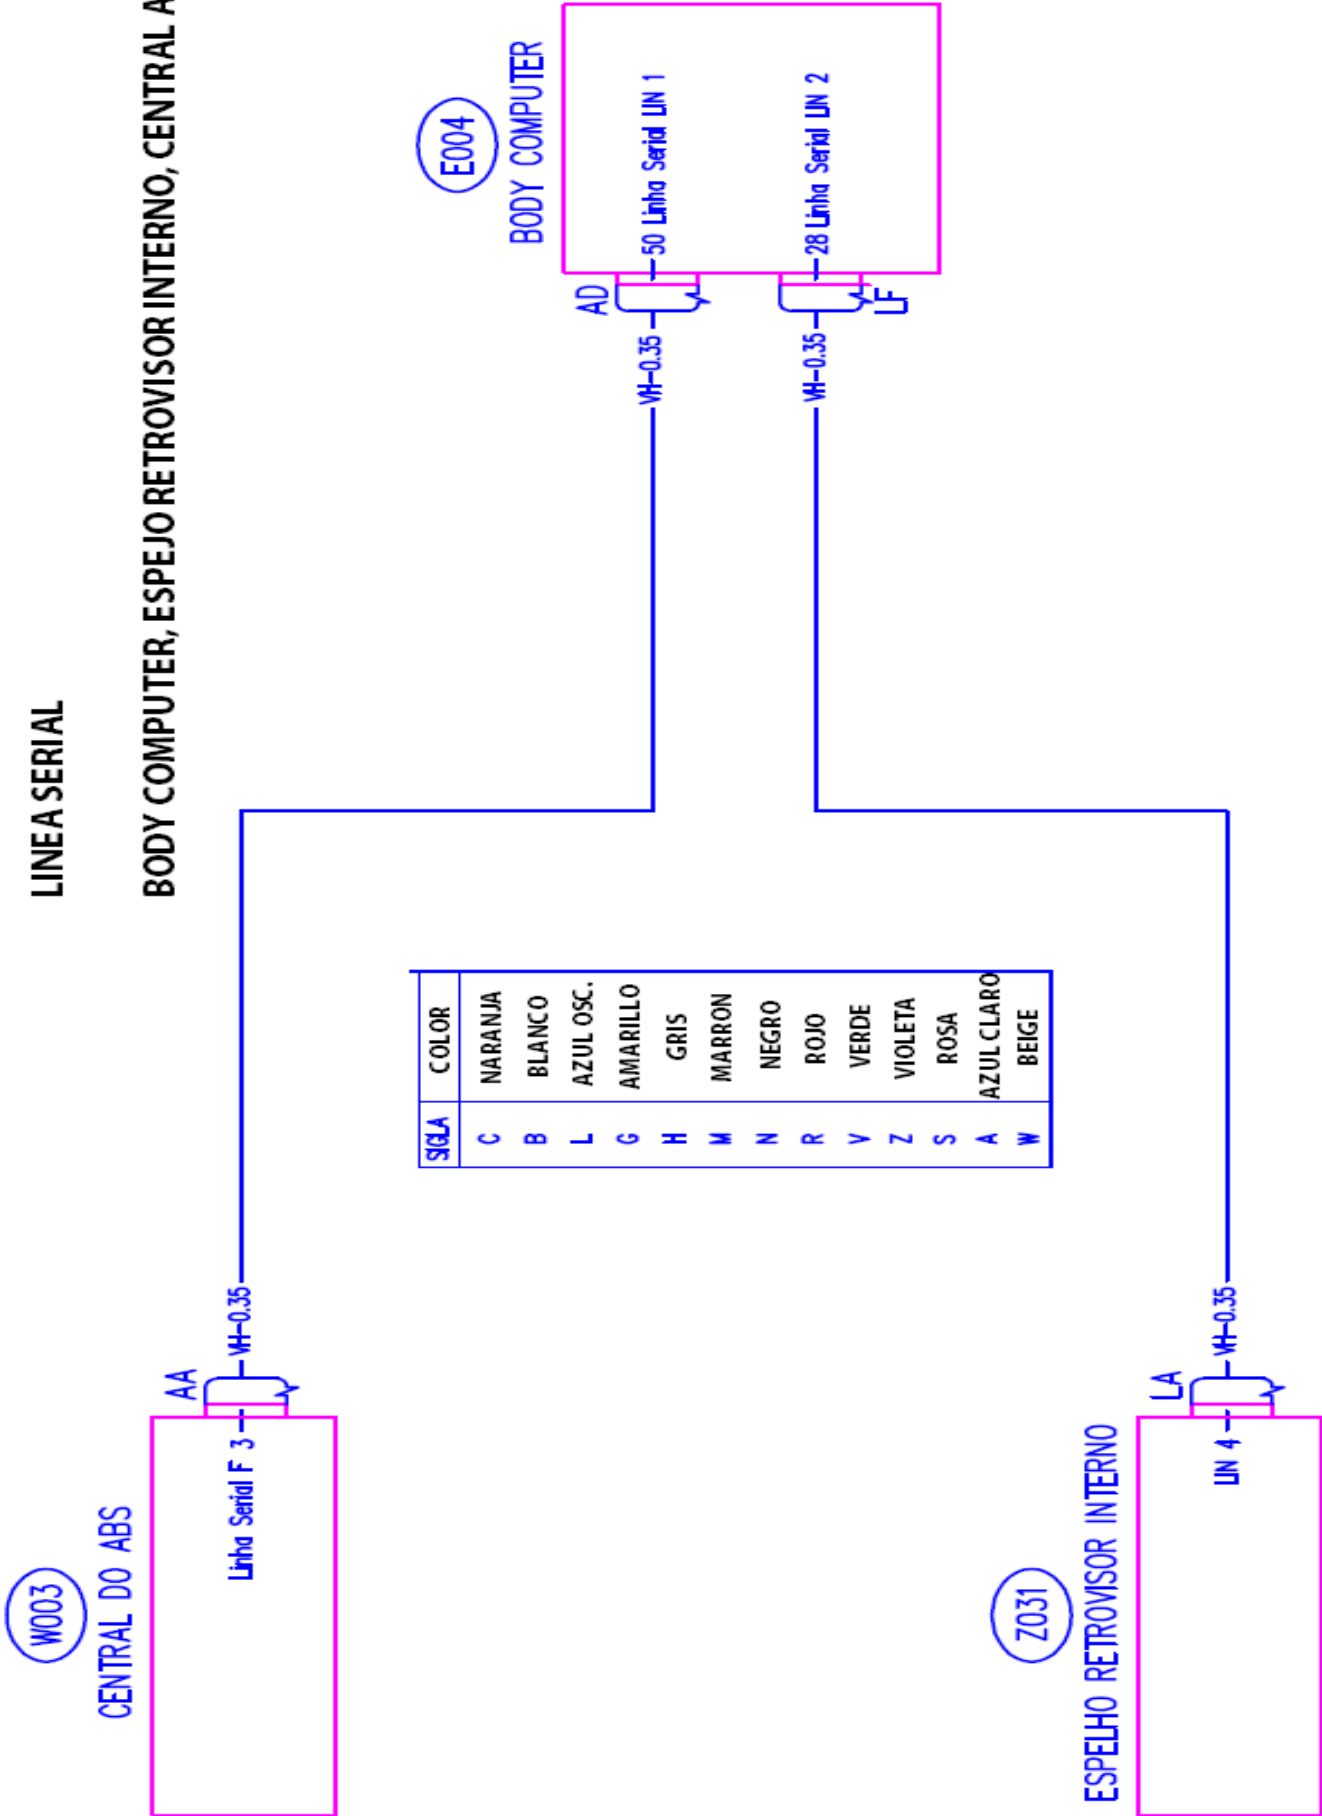 LINEA SERIAL
BODY COMPUTER, ESPEJO RETROVISOR INTERNO, CENTRAL A
W003
CENTRAL DO ABS
Linha Serial F 3
AA
VH-0.35
E004
BODY COMPUTER
AD
VH-0.35
50 Linha Serial LIN 1
VH-0.35
28 Linha Serial LIN 2
LF
SIGLA COLOR
C NARANJA
B BLANCO
L AZUL OSC.
G AMARILLO
H GRIS
M MARRON
N NEGRO
R ROJO
V VERDE
Z VIOLETA
S ROSA
A AZUL CLARO
W BEIGE
Z031
ESPELHO RETROVISOR INTERNO
LA
LIN 4
VH-0.35